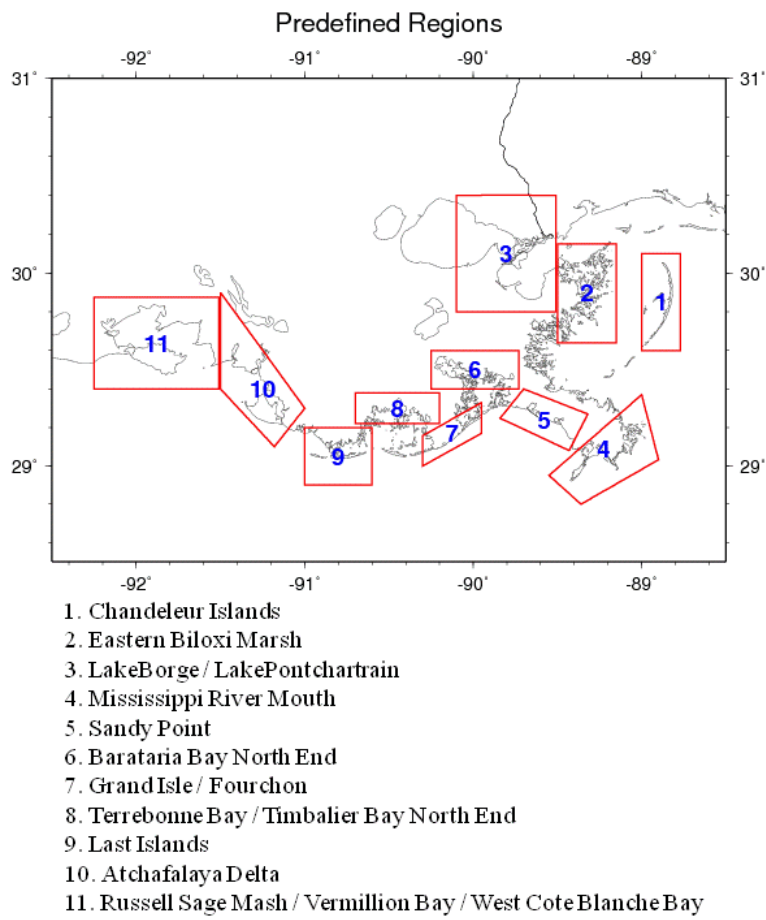 Predefined Regions
-92˚ -91˚ -90˚ -89˚
31˚ 31˚
30˚ 30˚
29˚ 29˚
3
2
1
11
6
10
8
5
7
4
9
-92˚ -91˚ -90˚ -89˚
1. Chandeleur Islands
2. Eastern Biloxi Marsh
3. LakeBorge / LakePontchartrain
4. Mississippi River Mouth
5. Sandy Point
6. Barataria Bay North End
7. Grand Isle / Fourchon
8. Terrebonne Bay / Timbalier Bay North End
9. Last Islands
10. Atchafalaya Delta
11. Russell Sage Mash / Vermillion Bay / West Cote Blanche Bay